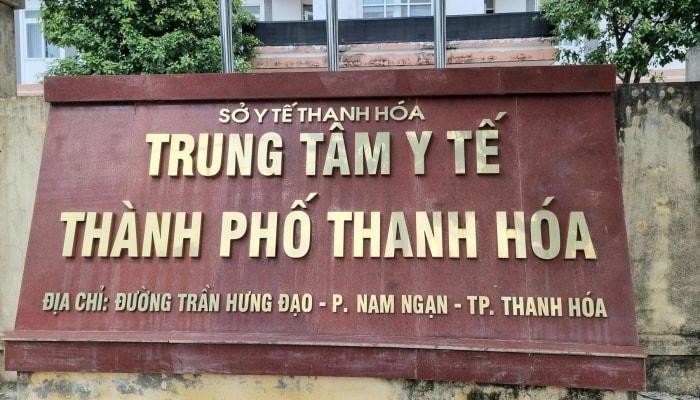 SỞ Y TẾ THANH HÓA
TRUNG TÂM Y TẾ
THÀNH PHỐ THANH HÓA
ĐỊA CHỈ: ĐƯỜNG TRẦN HƯNG ĐẠO - P. NAM NGẠN - TP. THANH HÓA